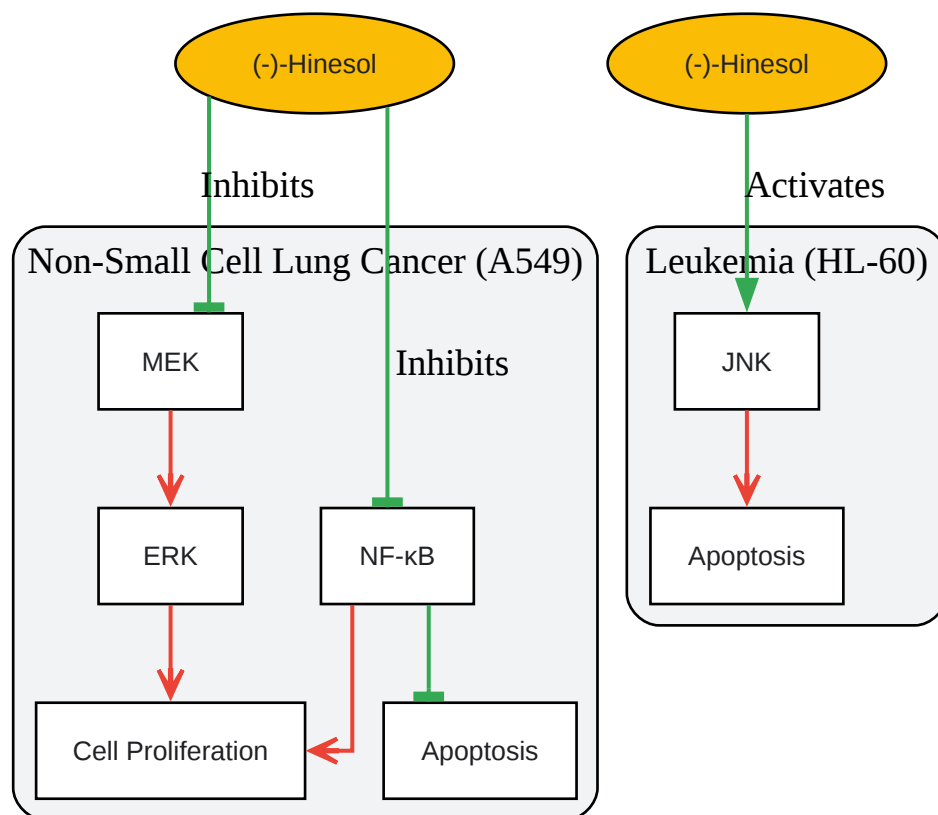 (-)-Hinesol
(-)-Hinesol
Inhibits
Activates
Non-Small Cell Lung Cancer (A549)
Leukemia (HL-60)
MEK
Inhibits
JNK
ERK
NF-κB
Apoptosis
Cell Proliferation
Apoptosis